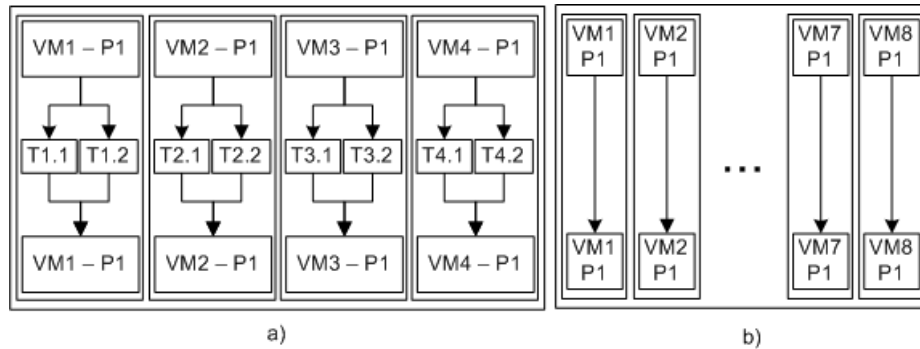 VM1 – P1 VM2 – P1 VM3 – P1 VM4 – P1
T1.1 T1.2 T2.1 T2.2 T3.1 T3.2 T4.1 T4.2
VM1 – P1 VM2 – P1 VM3 – P1 VM4 – P1
a)
VM1 VM2 VM7 VM8
P1 P1 P1 P1
...
VM1 VM2 VM7 VM8
P1 P1 P1 P1
b)